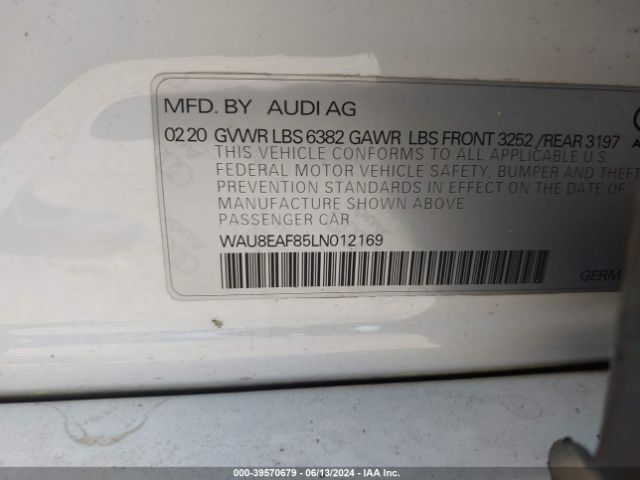 MFD. BY AUDI AG
02 20 GVWR LBS 6382 GAWR LBS FRONT 3252 /REAR 3197
THIS VEHICLE CONFORMS TO ALL APPLICABLE U S
FEDERAL MOTOR VEHICLE SAFETY, BUMPER AND THEFT
PREVENTION STANDARDS IN EFFECT ON THE DATE OF
MANUFACTURE SHOWN ABOVE
PASSENGER CAR
WAU8EAF85LN012169
000-39570679 - 06/13/2024 - IAA Inc.